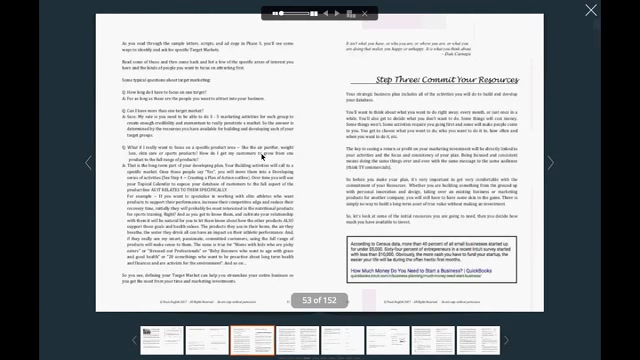 As you read through the sample letters, scripts, and ad copy in Phase 3, you'll see some
ways to identify and ask for specific Target Markets.
Read some of these and then come back and list a few of the specific areas of interest you
have and the kinds of people you want to focus on attracting first.
Some typical questions about target marketing:
Q. How long do I have to focus on one target?
A. For as long as those are the people you want to attract into your business.
Q. Can I have more than one target market?
A. Sure. My rule is you need to be able to do 3 - 5 marketing activities for each group to
create enough credibility and momentum to really penetrate a market. So the answer is
determined by the resources you have available for building and developing each of your
target groups.
Q. What if I really want to focus on a specific product area – like the air purifier, weight
loss, skin care or sports products? How do I get my customers to grow from one
product to the full range of products?
A. That is the long-term part of your developing plan. Your Building activities will call to a
specific market. Once those people say "Yes", you will move them into a Developing
series of activities
your Topical Calendar to expose your database of customers to the full aspect of the
product line AS IT RELATES TO THEM SPECIFICALLY.
For example – if you want to specialize in working with elite athletes who want
products to support their performance, increase their competitive edge and reduce their
recovery time, initially you'll be most interested in the nutritional products
for sports training. Right? And as you get to know them, and cultivate your relationship
with them it will be natural for you to let them know about how the other products ALSO
support those goals and health values. The products they use in their home, the air they
breathe, the water they drink all can have an impact on their athletic performance. And,
if they really are my smart, passionate, committed customers, using the full range of
products will make sense to them. The same is true for "Moms with kids who are picky
eaters" or "Stressed out Professionals" or "Baby Boomers who want to age with grace
and good health" or "20 somethings who want to be proactive about long term health
and finances and are activists for the environment". And so on…
So you see, defining your Target Market can help you streamline your entire business so
you get the most from your time and marketing investments.
It isn't what you have, or who you are, or where you are, or what you
are doing that makes you happy or unhappy. It is what you think about
- Dale Carnegie
Step Three: Commit Your Resources
Your strategic business plan includes all of the activities you will do to build and develop your
database.
You'll want to think about what you do right away, every month, or just once in
a while. You'll also get to decide what you don't want to do. Some things will cost money.
Some things won't. Some activities require you going first and some will make people come
to you. You get to choose what you want to do, who you want to do it to, how often and
when you want to do it, etc.
The key to seeing a return or profit on your marketing investment will be directly linked to
your activities and the focus and consistency of your plan. Being focused and consistent
means doing the same things over and over with the same message to the same audience
(think TV commercials).
So before you make your plan, it's very important to get very comfortable with the
commitment of your Resources. Whether you are building something from the ground up
with personal innovation and design, taking over an existing business or marketing
products for another company, you will still have to have some skin in the game. There is
simply no way to build a long-term asset of true value without making an investment.
So, let's look at some of the initial resources you are going to need, then you decide how
much you have available to invest.
According to Census data, more than 40 percent of all small businesses started up
for under $5,000. Sixty-four percent of entrepreneurs in a recent Intuit survey started
with less than $10,000. Obviously, the more cash you have to fund your startup, the
easier your life will be during the often hectic first months.
How Much Money Do You Need to Start a Business? | QuickBooks
53 of 152